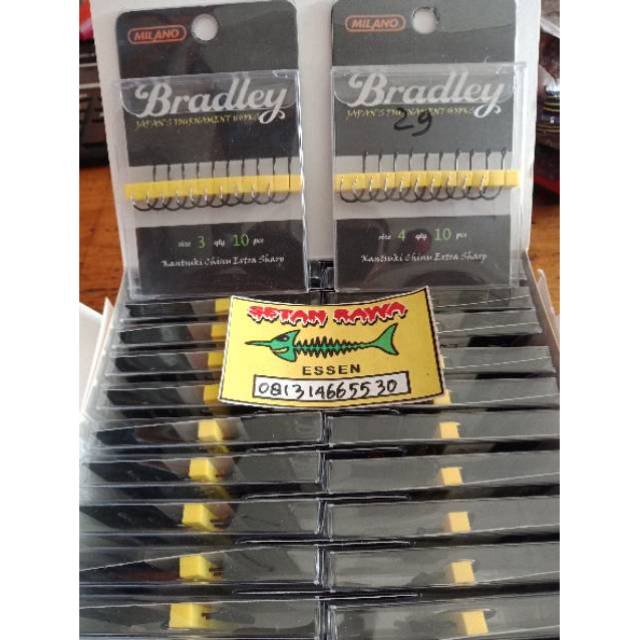 MILANO
Bradley
JAPAN'S TOURNAMENT HOOKS
size 3 qty 10 pcs
Kantsuki Chinu Extra Sharp
MILANO
Bradley
JAPAN'S TOURNAMENT HOOKS
29
size 4 qty 10 pcs
Kantsuki Chinu Extra Sharp
SETAN RAWA
ESSEN
081314665530